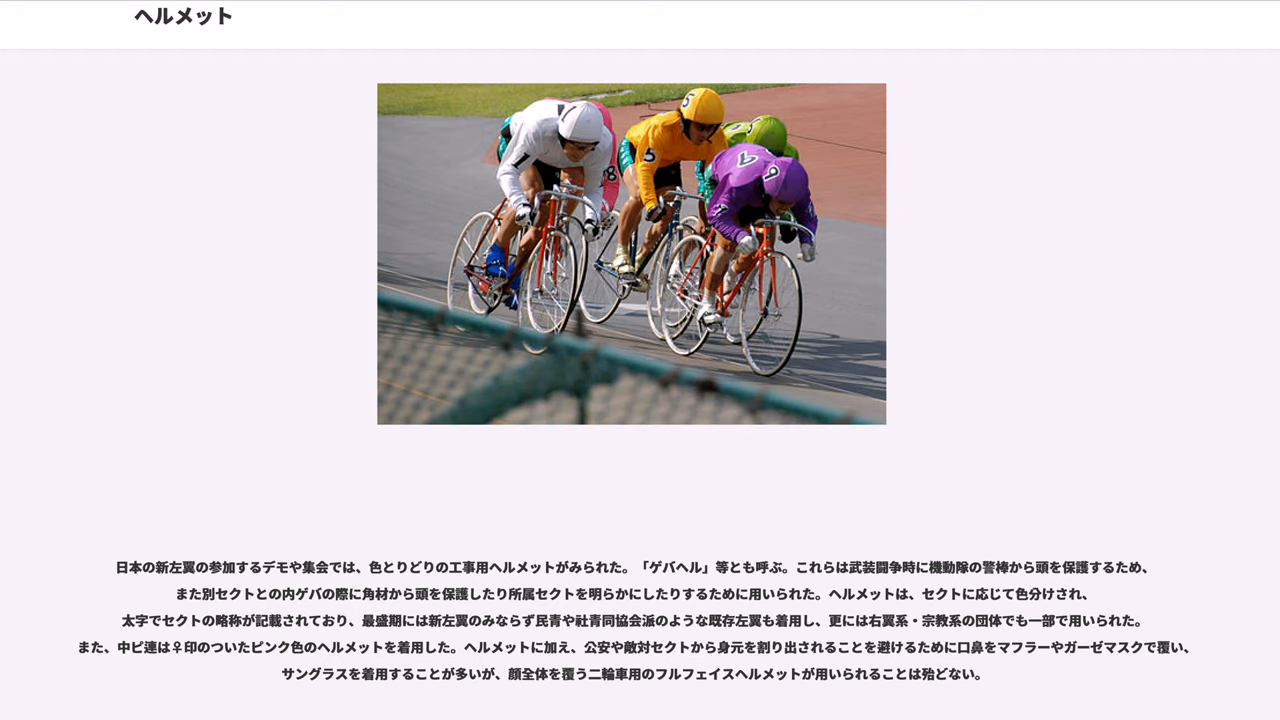 ヘルメット
1
5
5
8
9
9
日本の新左翼の参加するデモや集会では、色とりどりの工事用ヘルメットがみられた。「ゲバヘル」等とも呼ぶ。これらは武装闘争時に機動隊の警棒から頭を保護するため、
また別セクトとの内ゲバの際に角材から頭を保護したり所属セクトを明らかにしたりするために用いられた。ヘルメットは、セクトに応じて色分けされ、
太字でセクトの略称が記載されており、最盛期には新左翼のみならず民青や社青同協会派のような既存左翼も着用し、更には右翼系・宗教系の団体でも一部で用いられた。
また、中ピ連は♀印のついたピンク色のヘルメットを着用した。ヘルメットに加え、公安や敵対セクトから身元を割り出されることを避けるために口鼻をマフラーやガーゼマスクで覆い、
サングラスを着用することが多いが、顔全体を覆う二輪車用のフルフェイスヘルメットが用いられることは殆どない。